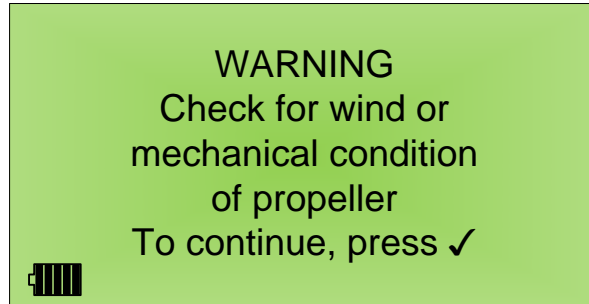 WARNING
Check for wind or
mechanical condition
of propeller
To continue, press ✓